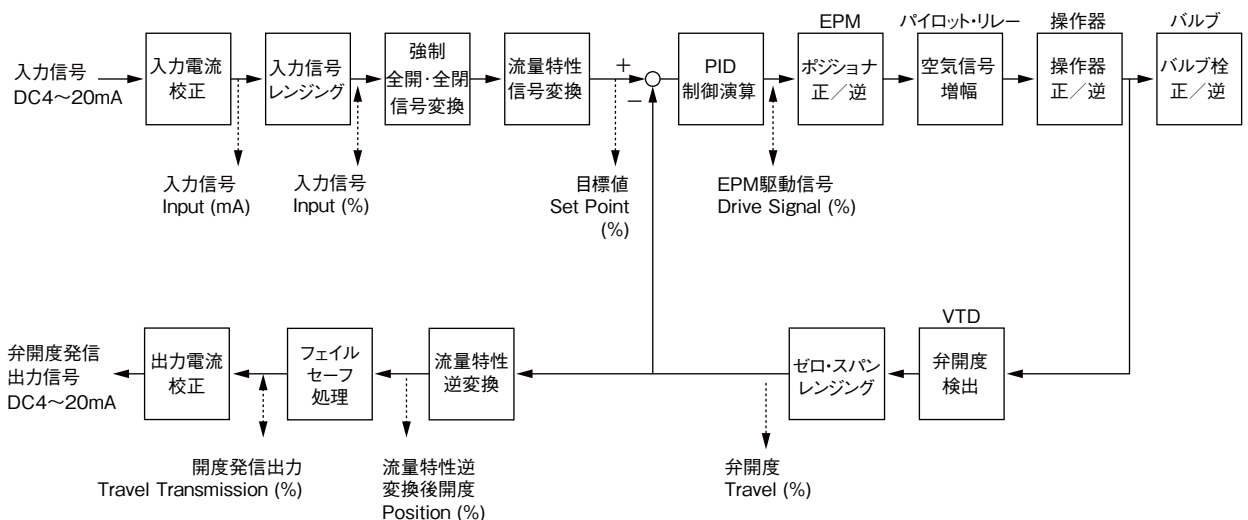 入力信号
DC4〜20mA
入力電流
校正
入力信号
レンジング
強制
全開・全閉
信号変換
流量特性
信号変換
+
−
PID
制御演算
EPM
ポジショナ
正／逆
パイロット・リレー
空気信号
増幅
操作器
操作器
正／逆
バルブ
バルブ栓
正／逆
入力信号
Input (mA)
入力信号
Input (%)
目標値
Set Point
(%)
EPM駆動信号
Drive Signal (%)
弁開度発信
出力信号
DC4〜20mA
出力電流
校正
フェイル
セーフ
処理
流量特性
逆変換
ゼロ・スパン
レンジング
VTD
弁開度
検出
開度発信出力
Travel Transmission (%)
流量特性逆
変換後開度
Position (%)
弁開度
Travel (%)